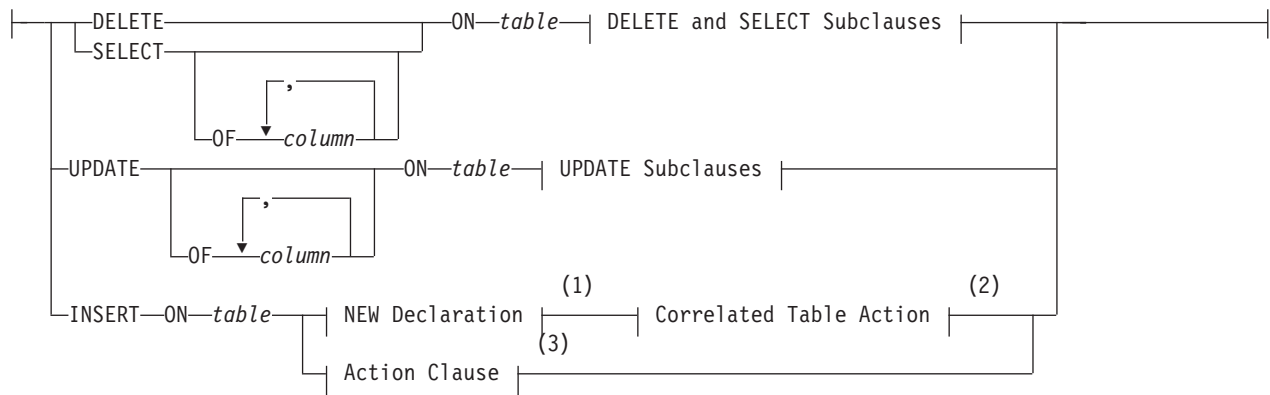 DELETE ON table DELETE and SELECT Subclauses
SELECT
,
OF column
UPDATE ON table UPDATE Subclauses
,
OF column
(1) (2)
INSERT ON table NEW Declaration Correlated Table Action
(3)
Action Clause